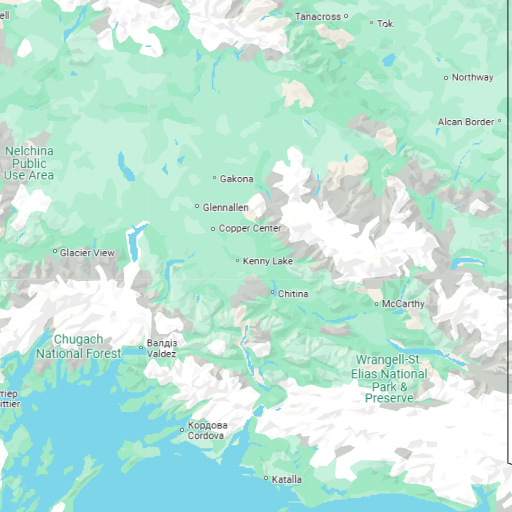 Tanacross
Tok
Northway
Alcan Border
Nelchina
Public
Use Area
Gakona
Glennallen
Copper Center
Glacier View
Kenny Lake
Chitina
McCarthy
Chugach
National Forest
Валдіз
Valdez
Wrangell-St.
Elias National
Park &
Preserve
Кордова
Cordova
Katalla